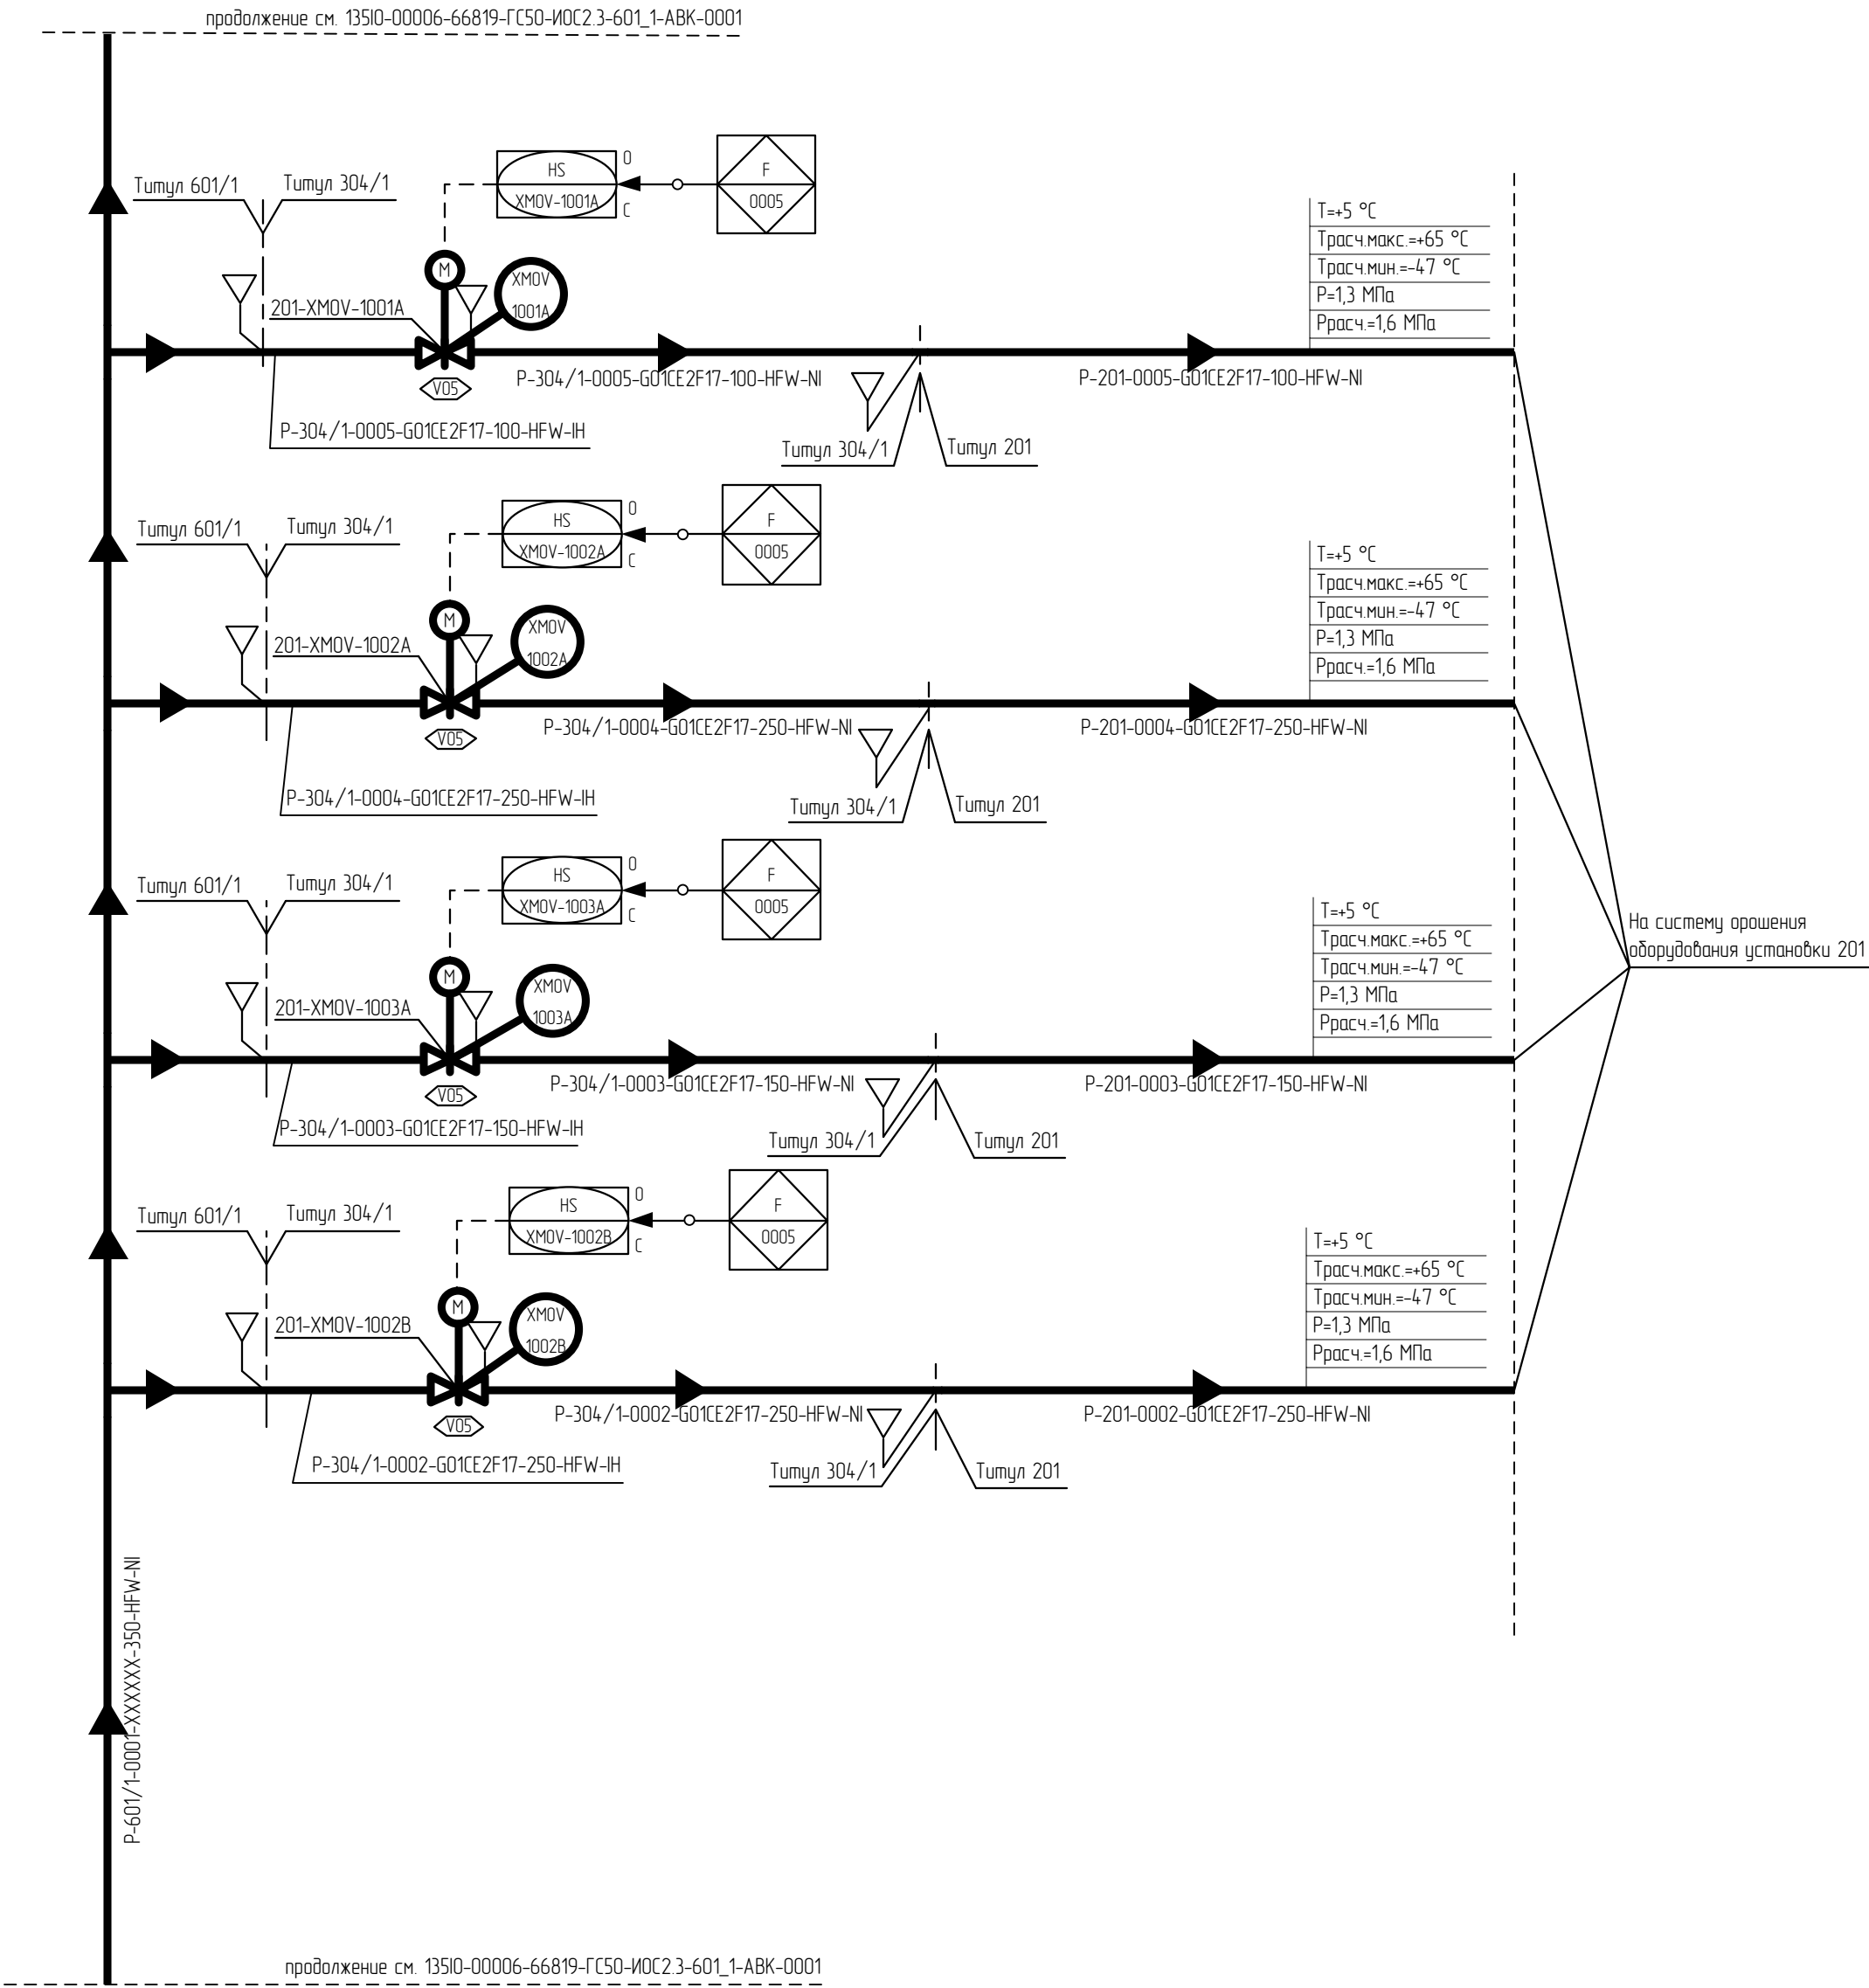 продолжение см. 135I0-00006-66819-ГС50-ИОС2.3-601_1-АВК-0001
HS
XMOV-1001A
O
C
F
0005
Титул 601/1
Титул 304/1
T=+5 °C
Tрасч.макс.=+65 °C
Tрасч.мин.=-47 °C
P=1,3 МПа
Pрасч.=1,6 МПа
M
XMOV
1001A
201-XMOV-1001A
V05
P-304/1-0005-G01CE2F17-100-HFW-NI
P-201-0005-G01CE2F17-100-HFW-NI
P-304/1-0005-G01CE2F17-100-HFW-IH
Титул 304/1
Титул 201
HS
XMOV-1002A
O
C
F
0005
Титул 601/1
Титул 304/1
T=+5 °C
Tрасч.макс.=+65 °C
Tрасч.мин.=-47 °C
P=1,3 МПа
Pрасч.=1,6 МПа
M
XMOV
1002A
201-XMOV-1002A
V05
P-304/1-0004-G01CE2F17-250-HFW-NI
P-201-0004-G01CE2F17-250-HFW-NI
P-304/1-0004-G01CE2F17-250-HFW-IH
Титул 304/1
Титул 201
HS
XMOV-1003A
O
C
F
0005
Титул 601/1
Титул 304/1
T=+5 °C
Tрасч.макс.=+65 °C
Tрасч.мин.=-47 °C
P=1,3 МПа
Pрасч.=1,6 МПа
На систему орошения
оборудования установки 201
M
XMOV
1003A
201-XMOV-1003A
V05
P-304/1-0003-G01CE2F17-150-HFW-NI
P-201-0003-G01CE2F17-150-HFW-NI
P-304/1-0003-G01CE2F17-150-HFW-IH
Титул 304/1
Титул 201
HS
XMOV-1002B
O
C
F
0005
Титул 601/1
Титул 304/1
T=+5 °C
Tрасч.макс.=+65 °C
Tрасч.мин.=-47 °C
P=1,3 МПа
Pрасч.=1,6 МПа
M
XMOV
1002B
201-XMOV-1002B
V05
P-304/1-0002-G01CE2F17-250-HFW-NI
P-201-0002-G01CE2F17-250-HFW-NI
P-304/1-0002-G01CE2F17-250-HFW-IH
Титул 304/1
Титул 201
P-601/1-0001-XXXXXX-350-HFW-NI
продолжение см. 135I0-00006-66819-ГС50-ИОС2.3-601_1-АВК-0001